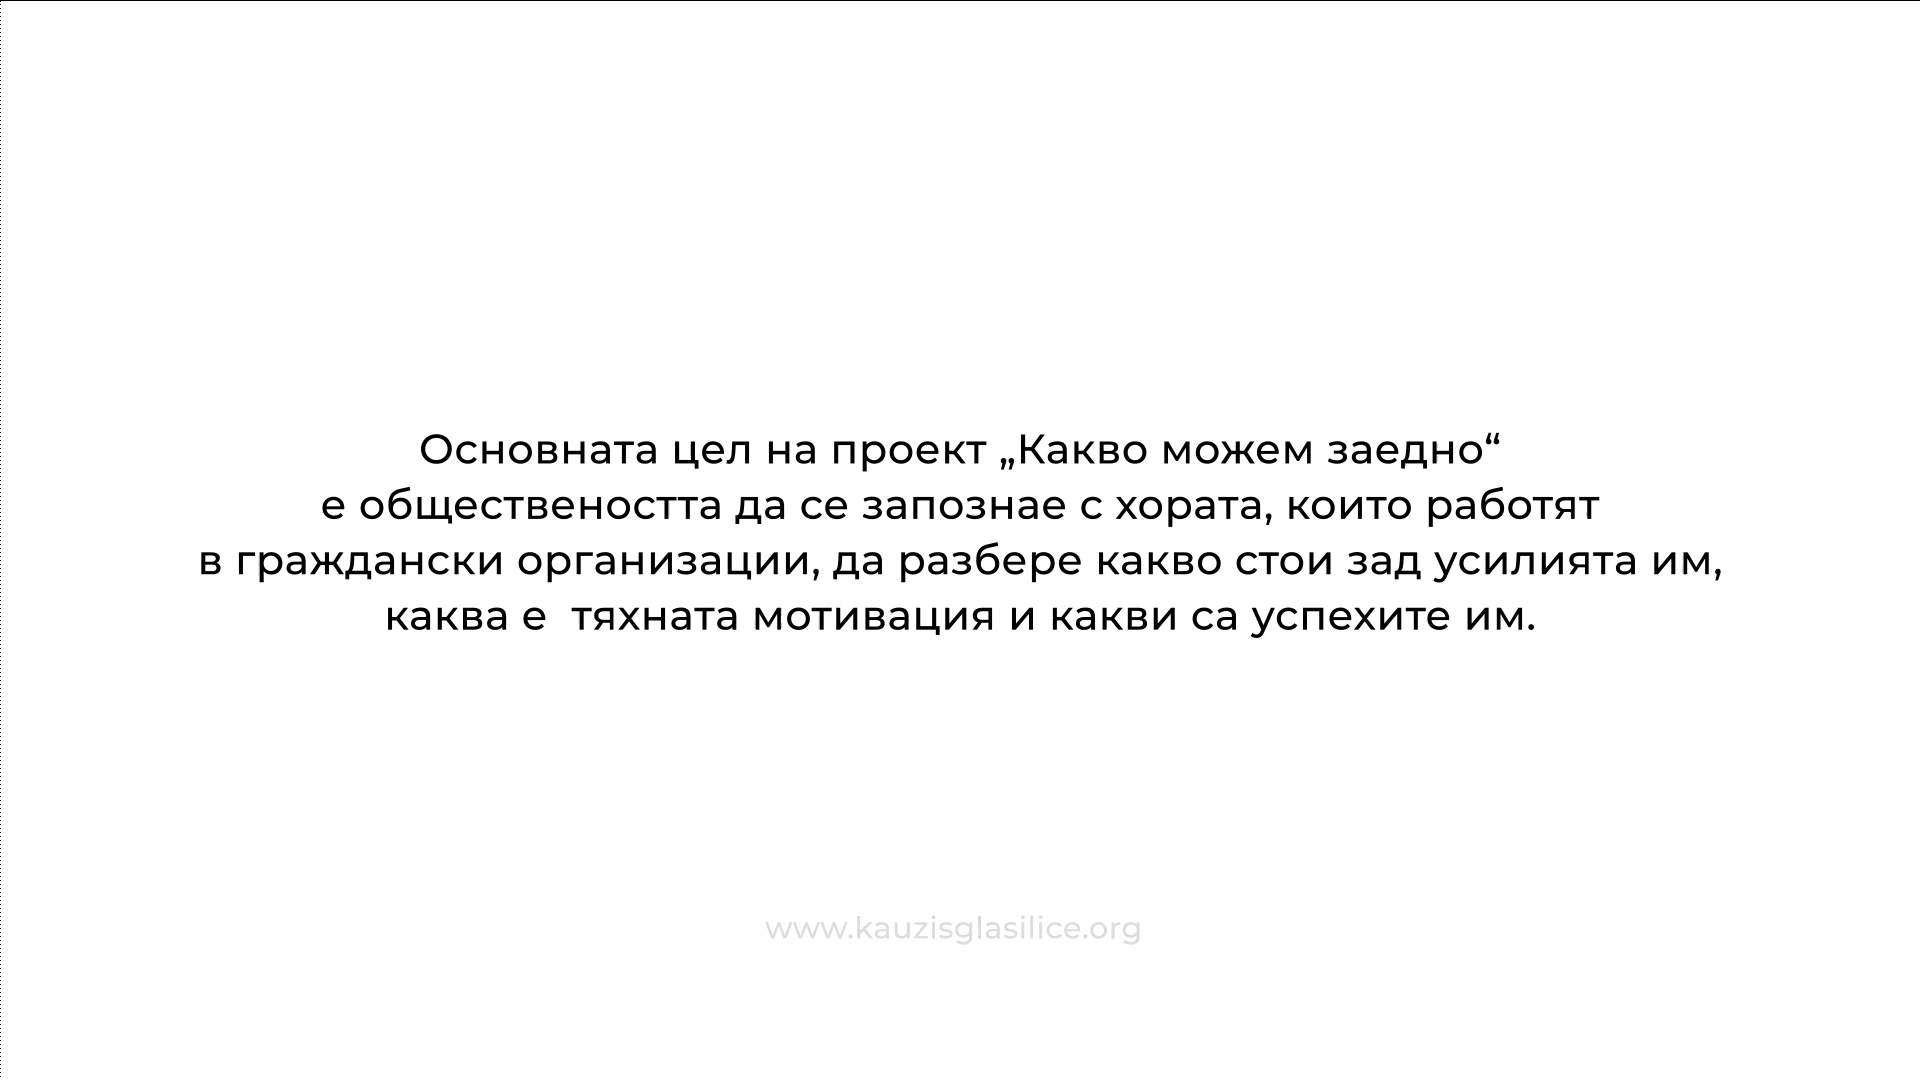 Основната цел на проект „Какво можем заедно“
е обществеността да се запознае с хората, които работят
в граждански организации, да разбере какво стои зад усилията им,
каква е  тяхната мотивация и какви са успехите им.
www.kauzisglasilice.org